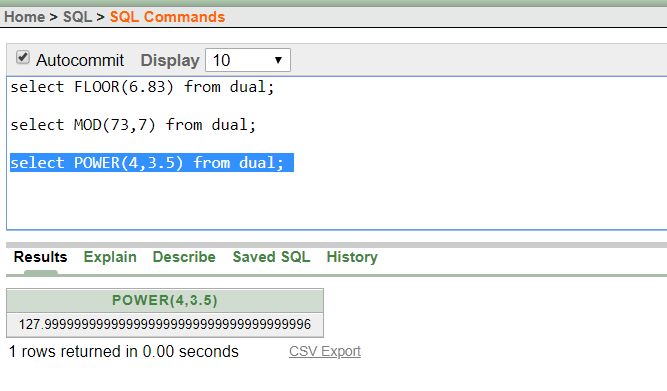 Home > SQL > SQL Commands
Autocommit Display 10
select FLOOR(6.83) from dual;
select MOD(73,7) from dual;
select POWER(4,3.5) from dual;
Results Explain Describe Saved SQL History
POWER(4,3.5)
127.9999999999999999999999999999999999996
1 rows returned in 0.00 seconds CSV Export